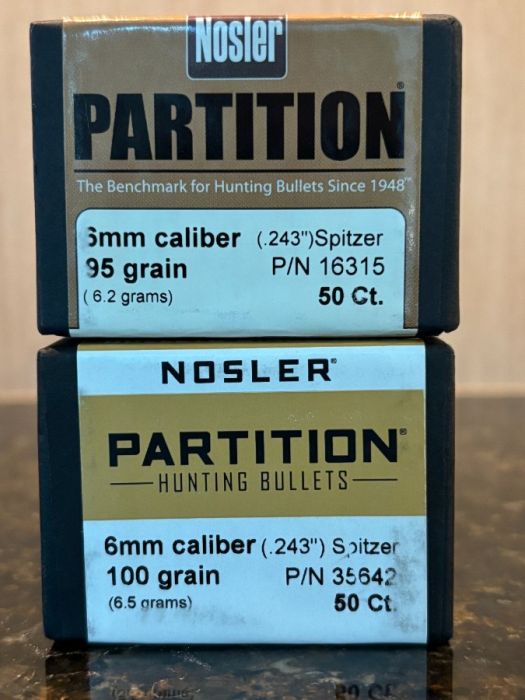 Nosler®
PARTITION®
The Benchmark for Hunting Bullets Since 1948™
6mm caliber (.243")Spitzer
95 grain P/N 16315
(6.2 grams) 50 Ct.
NOSLER®
PARTITION®
HUNTING BULLETS
6mm caliber (.243") Spitzer
100 grain P/N 35642
(6.5 grams) 50 Ct.